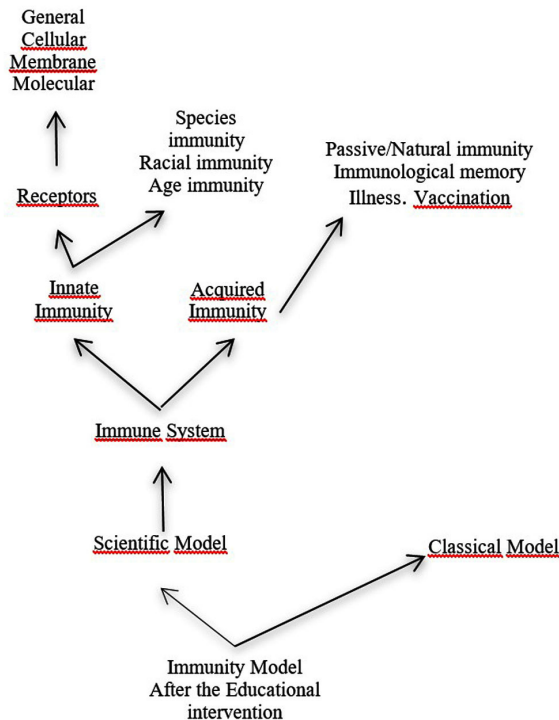 General
Cellular
Membrane
Molecular
Species
immunity
Racial immunity
Age immunity
Passive/Natural immunity
Immunological memory
Illness. Vaccination
Receptors
Innate
Immunity
Acquired
Immunity
Immune System
Scientific Model
Classical Model
Immunity Model
After the Educational
intervention